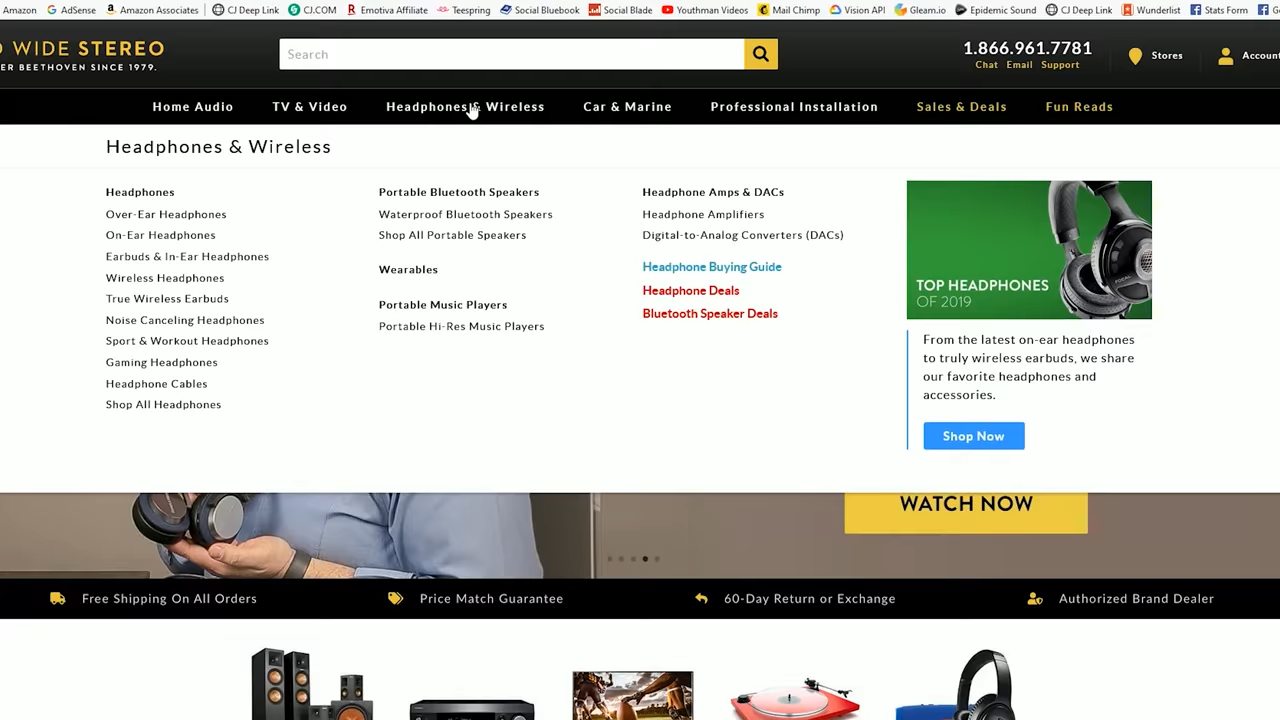 Amazon AdSense Amazon Associates CJ Deep Link CJ.COM Emotiva Affiliate Teespring Social Bluebook Social Blade Youthman Videos Mail Chimp Vision API Gleam.io Epidemic Sound CJ Deep Link Wunderlist Stats Form
WIDE STEREO
ER BEETHOVEN SINCE 1979.
Search
1.866.961.7781
Chat Email Support
Stores
Account
Home Audio TV & Video Headphones & Wireless Car & Marine Professional Installation Sales & Deals Fun Reads
Headphones & Wireless
Headphones
Over-Ear Headphones
On-Ear Headphones
Earbuds & In-Ear Headphones
Wireless Headphones
True Wireless Earbuds
Noise Canceling Headphones
Sport & Workout Headphones
Gaming Headphones
Headphone Cables
Shop All Headphones
Portable Bluetooth Speakers
Waterproof Bluetooth Speakers
Shop All Portable Speakers
Wearables
Portable Music Players
Portable Hi-Res Music Players
Headphone Amps & DACs
Headphone Amplifiers
Digital-to-Analog Converters (DACs)
Headphone Buying Guide
Headphone Deals
Bluetooth Speaker Deals
TOP HEADPHONES
OF 2019
FOCAL
From the latest on-ear headphones
to truly wireless earbuds, we share
our favorite headphones and
accessories.
Shop Now
WATCH NOW
Free Shipping On All Orders Price Match Guarantee 60-Day Return or Exchange Authorized Brand Dealer